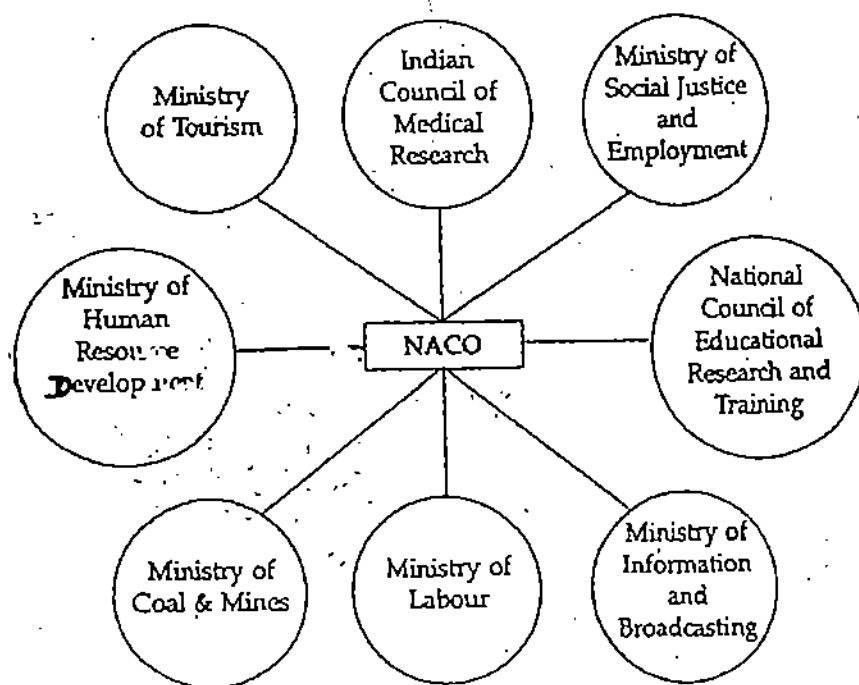 Ministry
of Tourism
Indian
Council of
Medical
Research
Ministry of
Social Justice
and
Employment
Ministry of
Human
Resource
Development
NACO
National
Council of
Educational
Research and
Training
Ministry of
Coal & Mines
Ministry of
Labour
Ministry of
Information
and
Broadcasting